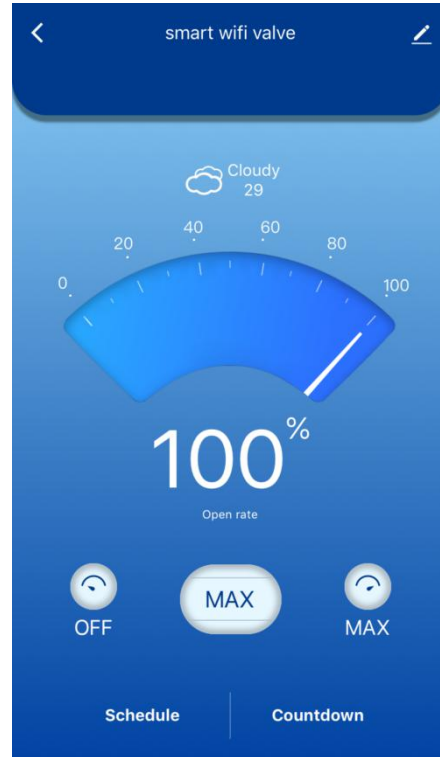 smart wifi valve
Cloudy
29
40 60
20 80
0 100
100%
Open rate
MAX
OFF MAX
Schedule Countdown